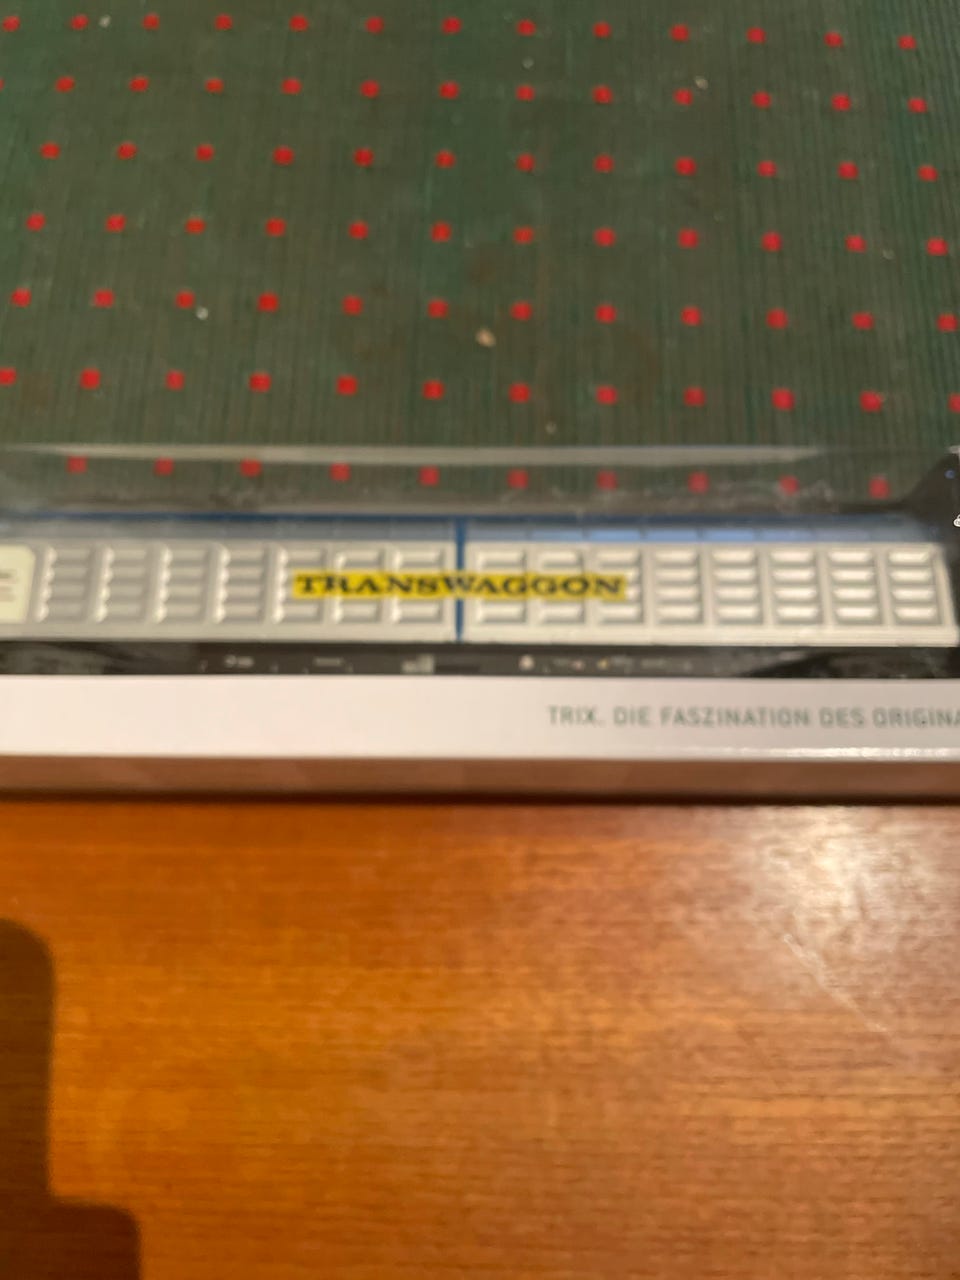 TRANSWAGGON
TRIX. DIE FASZINATION DES ORIGINA